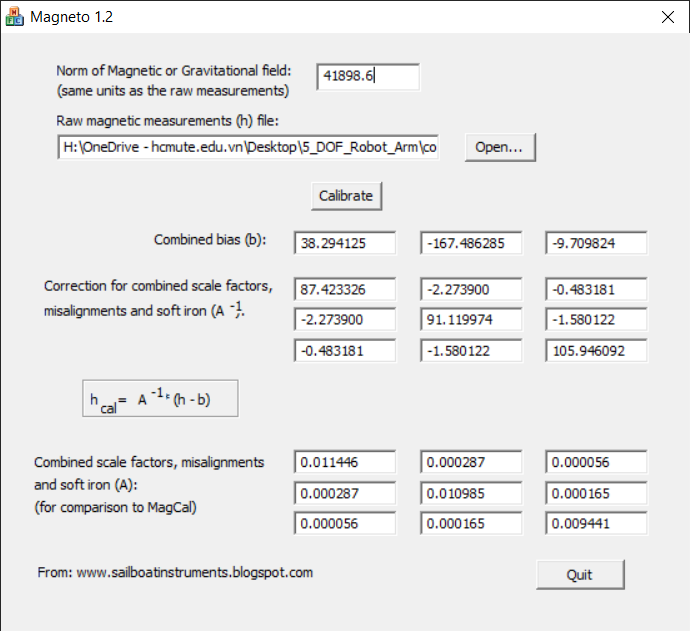 Magneto 1.2
Norm of Magnetic or Gravitational field:
(same units as the raw measurements)
41898.6
Raw magnetic measurements (h) file:
H:\OneDrive - hcmute.edu.vn\Desktop\5_DOF_Robot_Arm\co
Open...
Calibrate
Combined bias (b):
38.294125 -167.486285 -9.709824
Correction for combined scale factors,
misalignments and soft iron (A -1):
87.423326 -2.273900 -0.483181
-2.273900 91.119974 -1.580122
-0.483181 -1.580122 105.946092
h cal = A -1 * (h - b)
Combined scale factors, misalignments
and soft iron (A):
(for comparison to MagCal)
0.011446 0.000287 0.000056
0.000287 0.010985 0.000165
0.000056 0.000165 0.009441
From: www.sailboatinstruments.blogspot.com
Quit